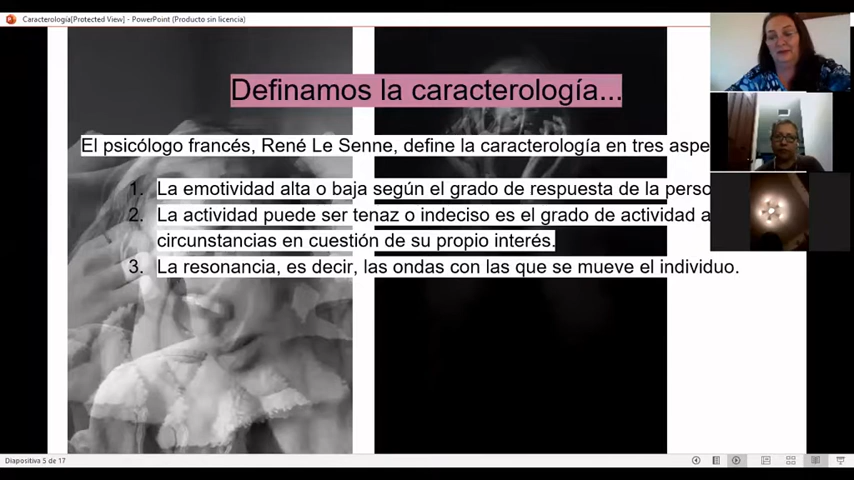 Caracterología[Protected View] - PowerPoint (Producto sin licencia)
Definamos la caracterología...
El psicólogo francés, René Le Senne, define la caracterología en tres aspe
1. La emotividad alta o baja según el grado de respuesta de la perso
2. La actividad puede ser tenaz o indeciso es el grado de actividad a
circunstancias en cuestión de su propio interés.
3. La resonancia, es decir, las ondas con las que se mueve el individuo.
Diapositiva 5 de 17